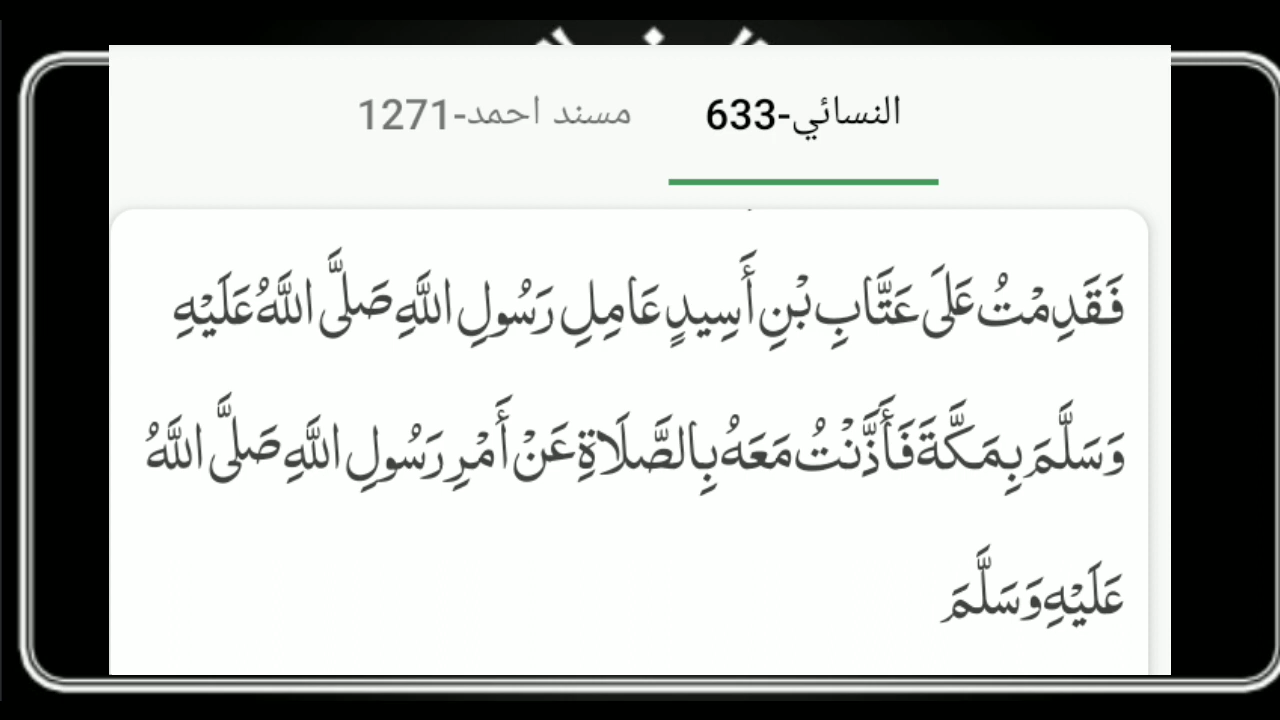 النسائي-633 مسند احمد-1271
فَقَدِمْتُ عَلَى عَتَّابِ بْنِ أَسِيدٍ عَامِلِ رَسُولِ اللَّهِ صَلَّى اللَّهُ عَلَيْهِ
وَسَلَّمَ بِمَكَّةَ فَأَذَّنْتُ مَعَهُ بِالصَّلَاةِ عَنْ أَمْرِ رَسُولِ اللَّهِ صَلَّى اللَّهُ
عَلَيْهِ وَسَلَّمَ